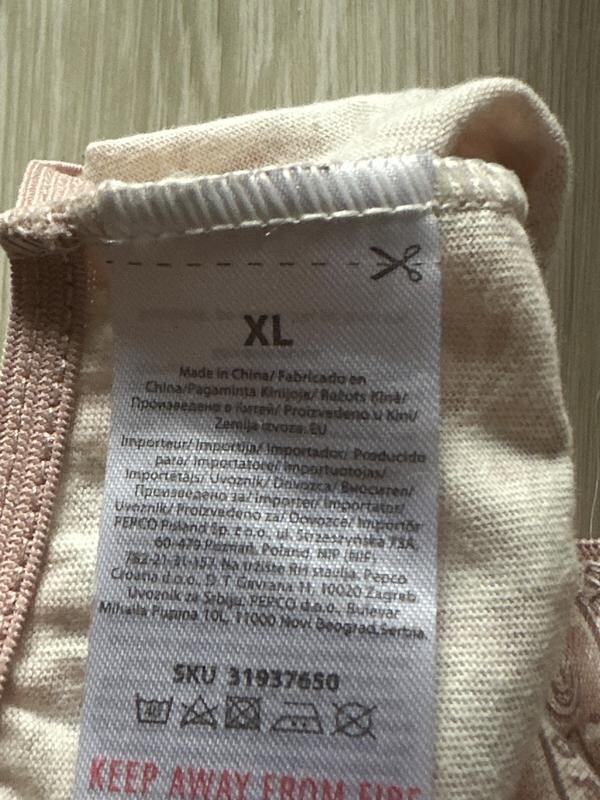 XL
Made in China/ Fabricado en
China/Pagaminta Kinijoje/ Ražots Ķīnā/
Произведено в Китай/ Proizvedeno u Kini/
Zemlja izvoza: EU
Importeur/ Importija/ Importador/ Producido
para/ Importatore/ Importuotojas/
Importētājs/ Uvoznik/ Dovozca/ Вносител/
Произведено за/ Importer/ Importator/
Uvoznik/ Proizvedeno za/ Dovozce/ Importőr
PEPCO Poland Sp. z o.o., ul. Strzeszyńska 73A,
60-479 Poznań, Poland, NIP (NIF)
782-21-31-157. Na tržište RH stavlja: Pepco
Croatia d.o.o., D. T. Gavrana 11, 10020 Zagreb
Uvoznik za Srbiju: PEPCO d.o.o., Bulevar
Mihaila Pupina 10L, 11000 Novi Beograd, Serbia
SKU 31937650
40
KEEP AWAY FROM FIRE